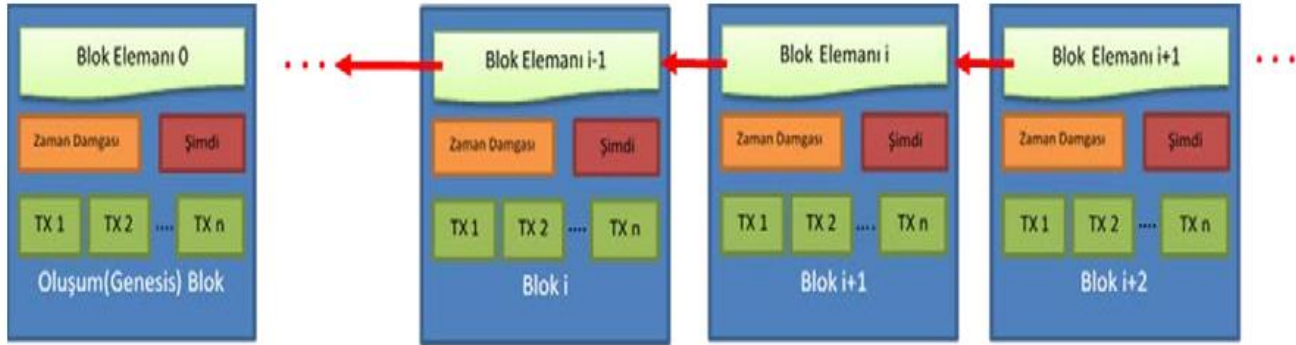 Blok Elemanı 0
Zaman Damgası
Şimdi
TX 1
TX 2
....
TX n
Oluşum(Genesis) Blok
....
Blok Elemanı i-1
Zaman Damgası
Şimdi
TX 1
TX 2
....
TX n
Blok i
Blok Elemanı i
Zaman Damgası
Şimdi
TX 1
TX 2
....
TX n
Blok i+1
Blok Elemanı i+1
Zaman Damgası
Şimdi
TX 1
TX 2
....
TX n
Blok i+2
...